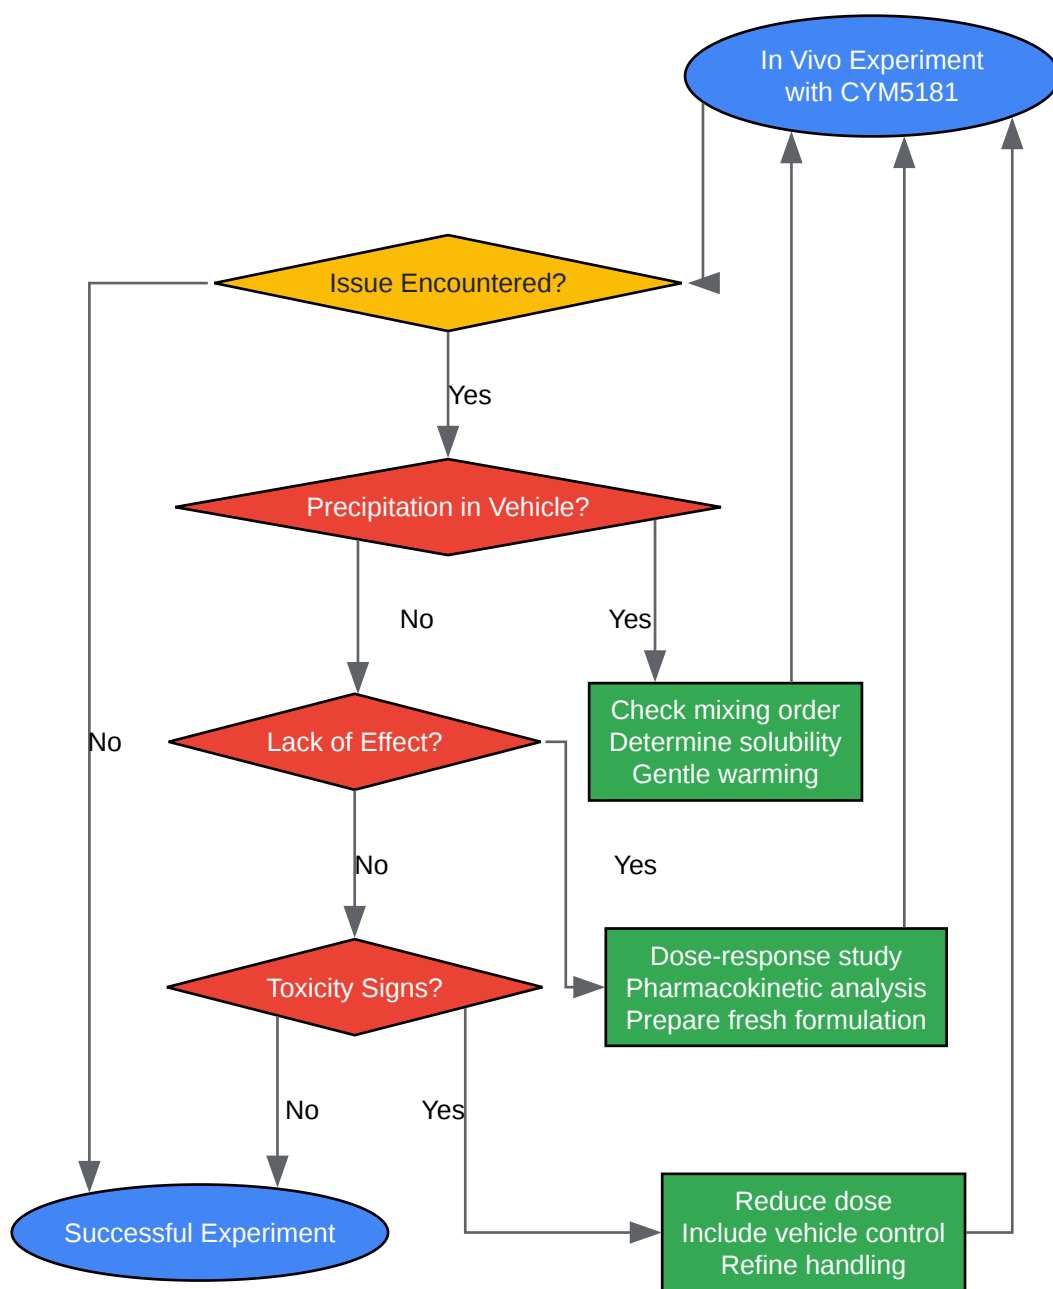 In Vivo Experiment
with CYM5181
Issue Encountered?
Yes
Precipitation in Vehicle?
No
Yes
Check mixing order
Determine solubility
Gentle warming
Lack of Effect?
No
No
Yes
Dose-response study
Pharmacokinetic analysis
Prepare fresh formulation
Toxicity Signs?
No
Yes
Reduce dose
Include vehicle control
Refine handling
Successful Experiment